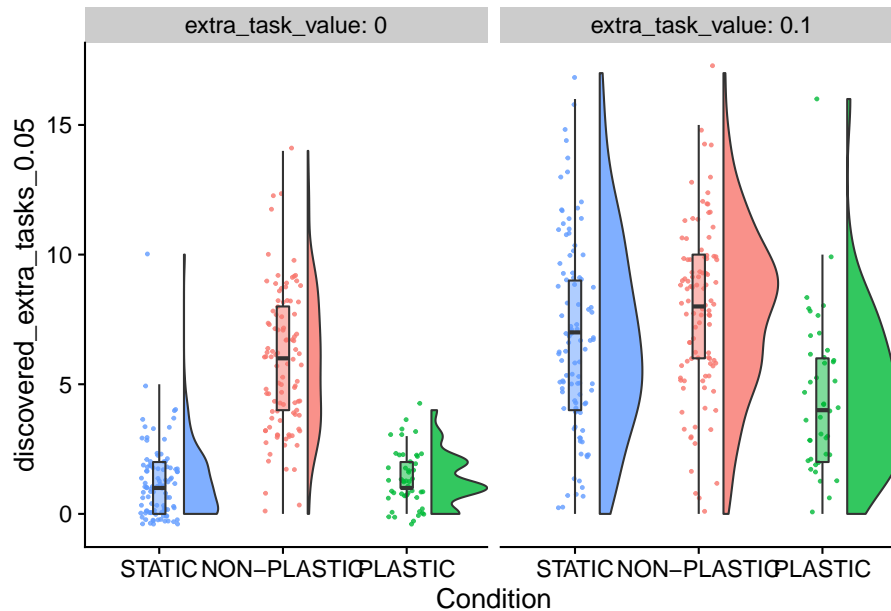 extra_task_value: 0
extra_task_value: 0.1
discovered_extra_tasks_0.05
15
10
5
0
STATIC NON−PLASTIC PLASTIC
STATIC NON−PLASTIC PLASTIC
Condition